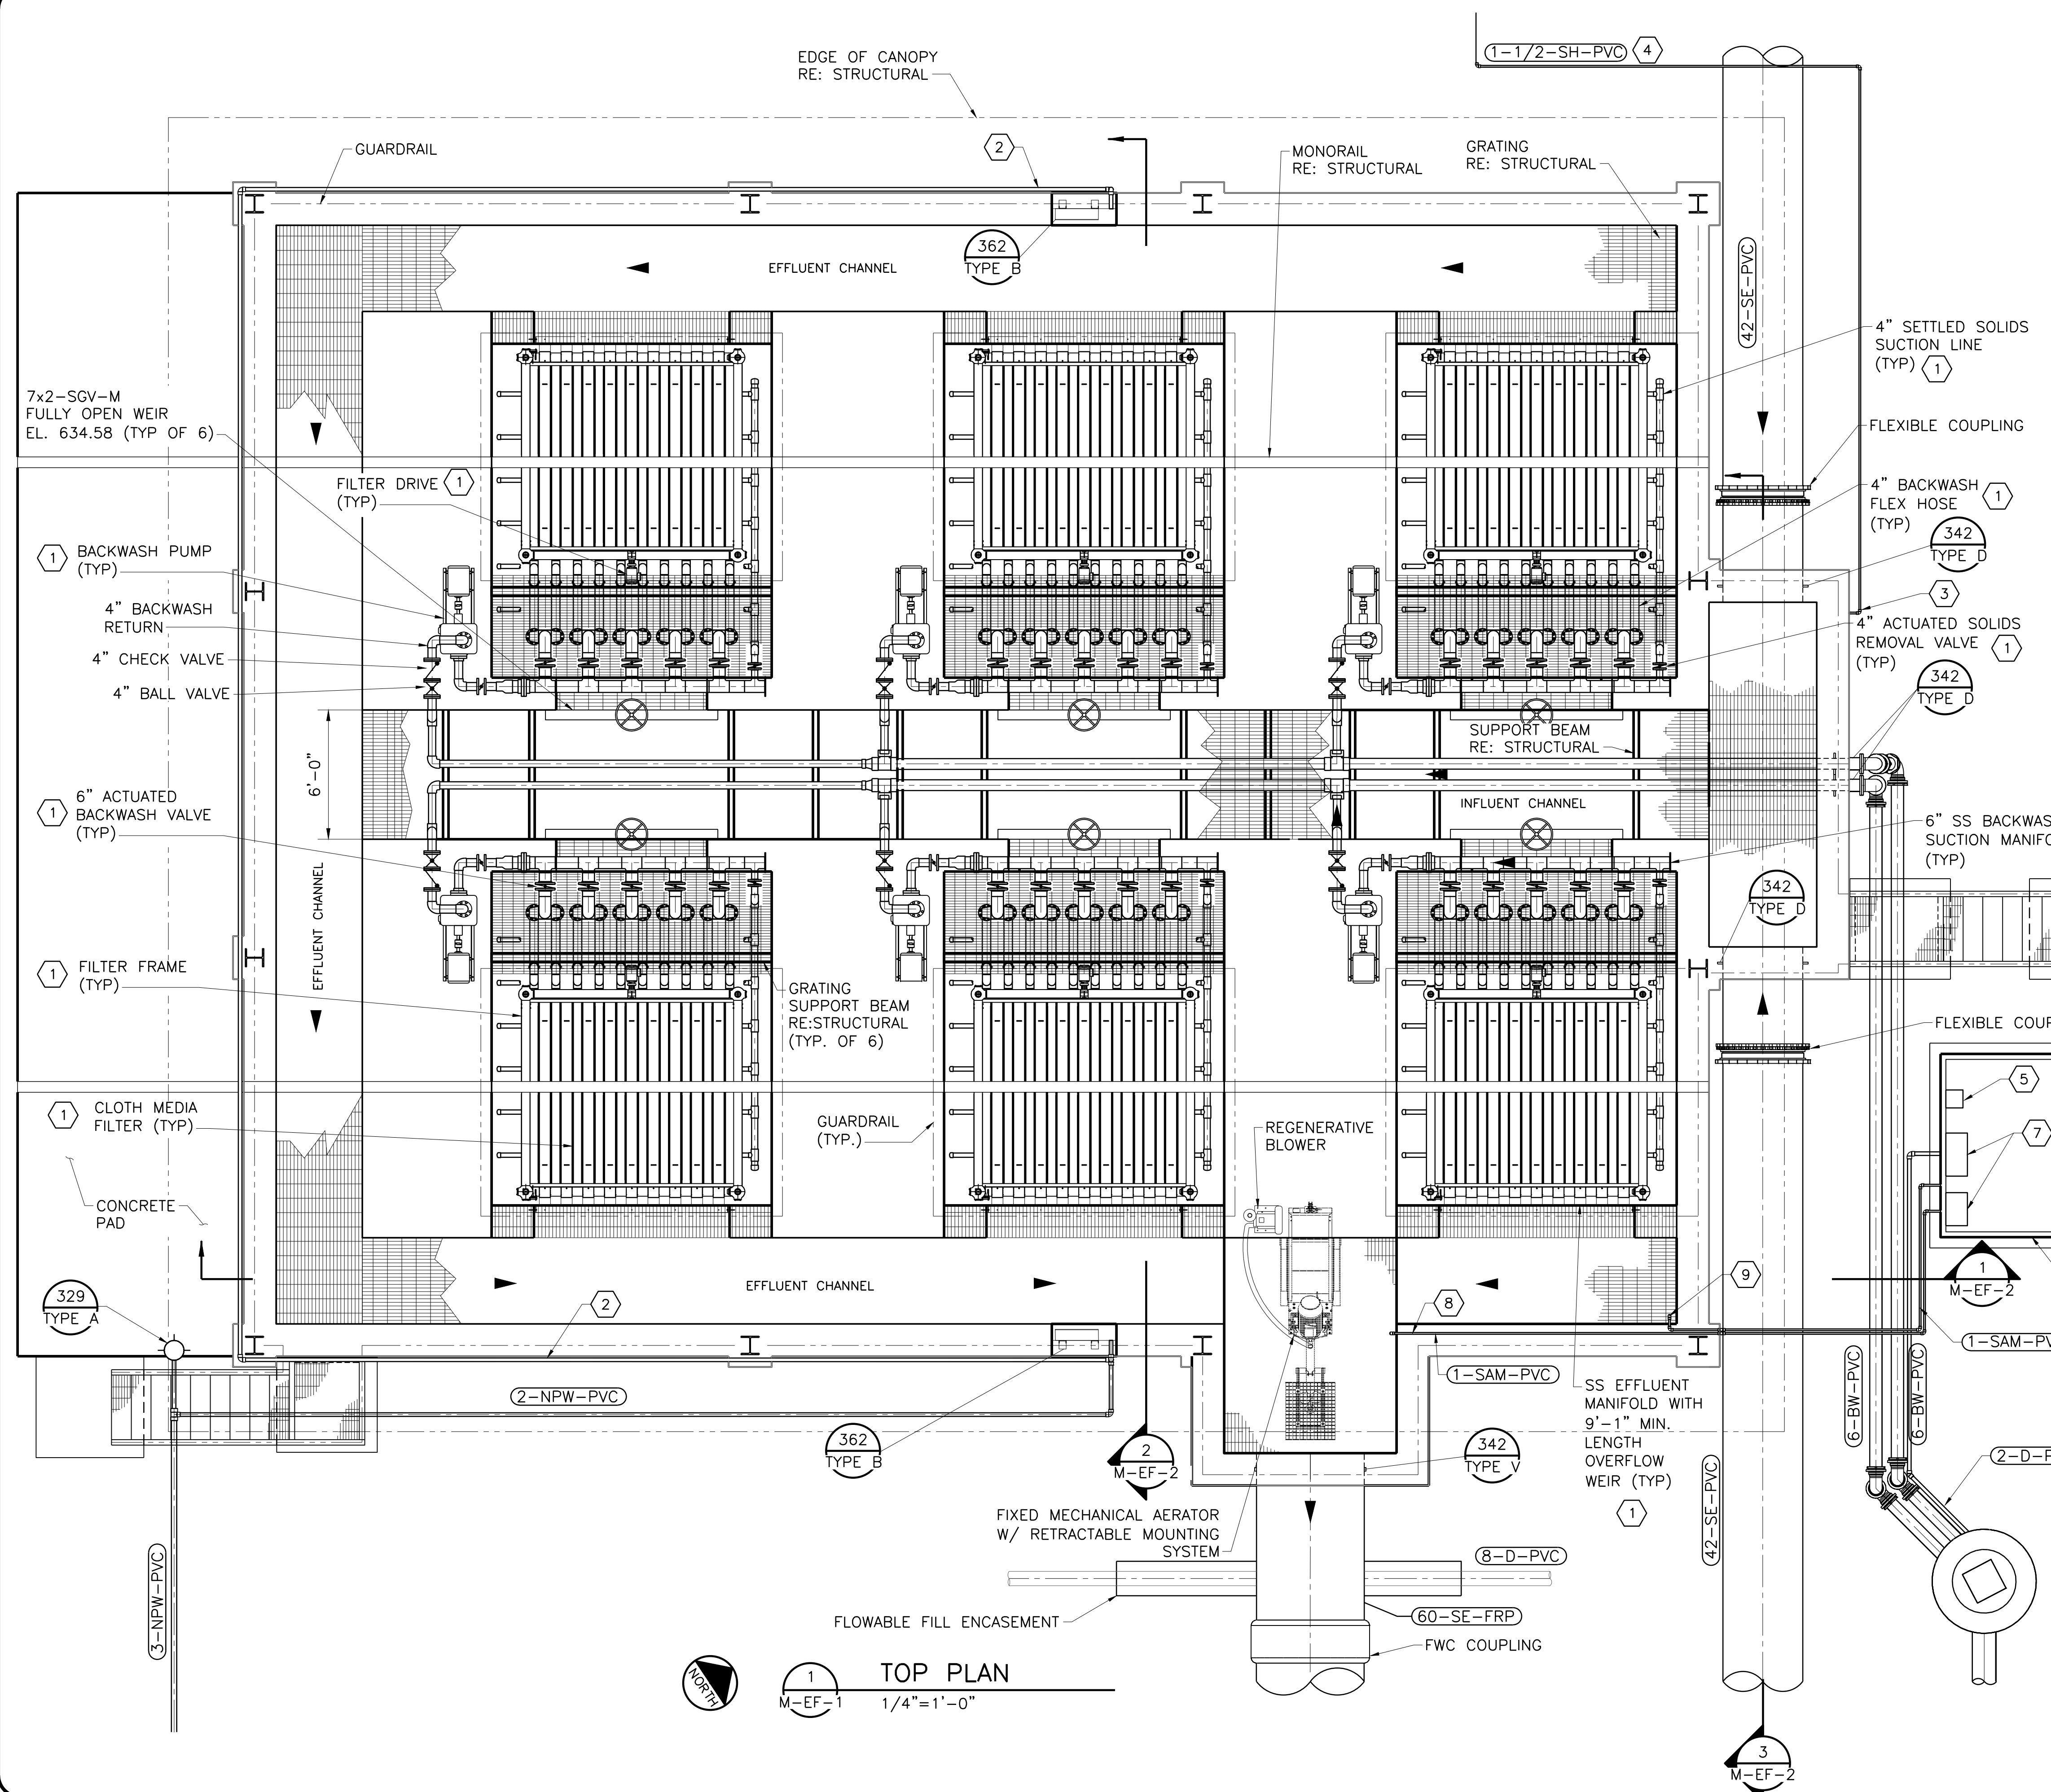 1-1/2-SH-PVC
4
EDGE OF CANOPY
RE: STRUCTURAL
GUARDRAIL
2
MONORAIL
RE: STRUCTURAL
GRATING
RE: STRUCTURAL
362
TYPE B
EFFLUENT CHANNEL
42-SE-PVC
4" SETTLED SOLIDS
SUCTION LINE
(TYP)
1
7x2-SGV-M
FULLY OPEN WEIR
EL. 634.58 (TYP OF 6)
FLEXIBLE COUPLING
FILTER DRIVE
(TYP)
1
4" BACKWASH
FLEX HOSE
(TYP)
1
342
TYPE D
1
BACKWASH PUMP
(TYP)
3
4" BACKWASH
RETURN
4" ACTUATED SOLIDS
REMOVAL VALVE
(TYP)
1
4" CHECK VALVE
4" BALL VALVE
342
TYPE D
SUPPORT BEAM
RE: STRUCTURAL
6'-0"
INFLUENT CHANNEL
1
6" ACTUATED
BACKWASH VALVE
(TYP)
6" SS
SUCTION
(TYP)
342
TYPE D
EFFLUENT CHANNEL
1
FILTER FRAME
(TYP)
GRATING
SUPPORT BEAM
RE:STRUCTURAL
(TYP. OF 6)
FLEXIBLE
5
1
CLOTH MEDIA
FILTER (TYP)
GUARDRAIL
(TYP.)
REGENERATIVE
BLOWER
7
CONCRETE
PAD
EFFLUENT CHANNEL
9
1
M-EF-2
329
TYPE A
2
8
1-SAM-PVC
1-SAM-
2-NPW-PVC
SS EFFLUENT
MANIFOLD WITH
9'-1" MIN.
LENGTH
OVERFLOW
WEIR (TYP)
1
6-BW-PVC
6-BW-PVC
362
TYPE B
2
M-EF-2
342
TYPE V
2-D-
FIXED MECHANICAL AERATOR
W/ RETRACTABLE MOUNTING
SYSTEM
42-SE-PVC
8-D-PVC
3-NPW-PVC
FLOWABLE FILL ENCASEMENT
60-SE-FRP
FWC COUPLING
NORTH
1
M-EF-1
TOP PLAN
1/4"=1'-0"
3
M-EF-2